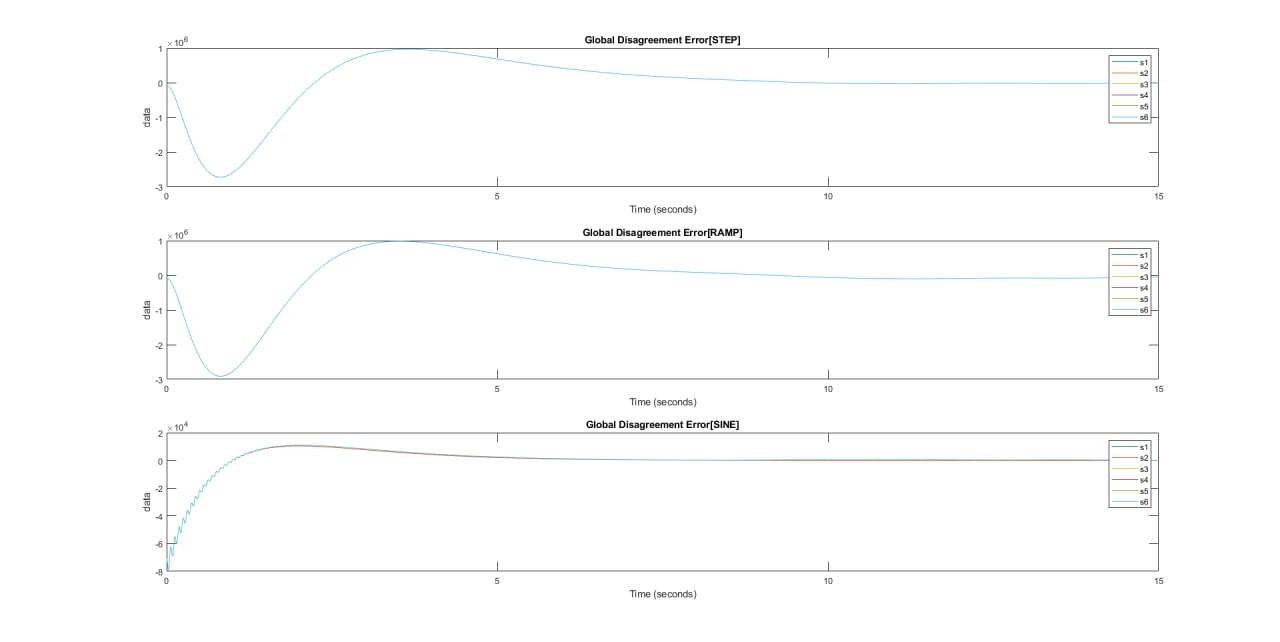 Global Disagreement Error[STEP]
×10^6
1
0
-1
-2
-3
data
0 5 10 15
Time (seconds)
s1
s2
s3
s4
s5
s6
Global Disagreement Error[RAMP]
×10^6
1
0
-1
-2
-3
data
0 5 10 15
Time (seconds)
s1
s2
s3
s4
s5
s6
Global Disagreement Error[SINE]
×10^4
2
0
-2
-4
-6
-8
data
0 5 10 15
Time (seconds)
s1
s2
s3
s4
s5
s6